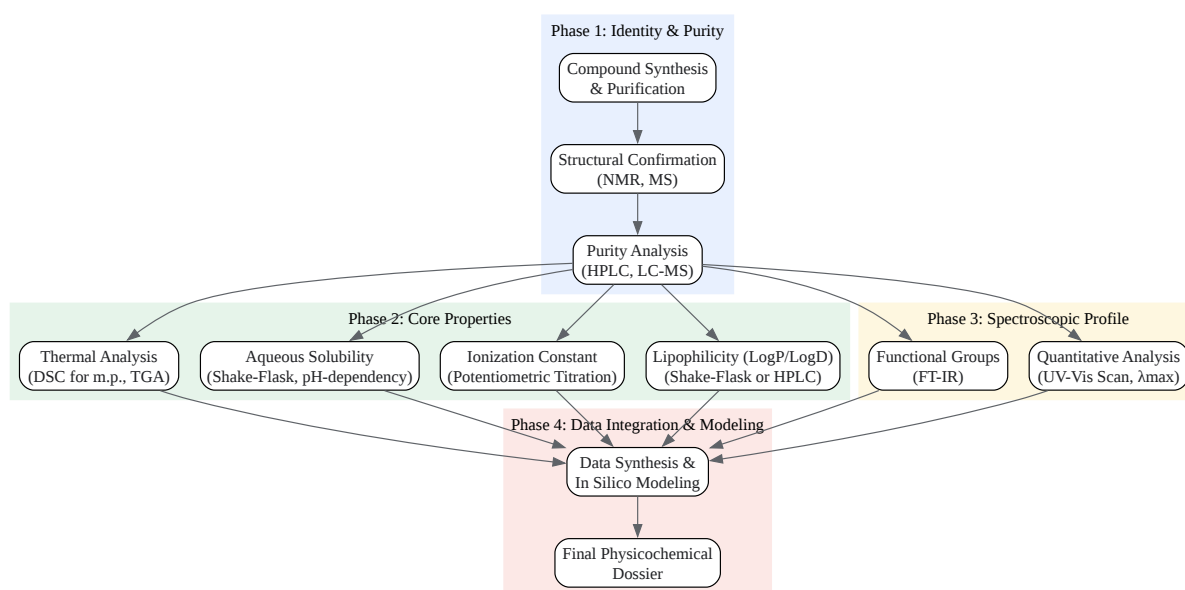 Phase 1: Identity & Purity
Compound Synthesis
& Purification
Structural Confirmation
(NMR, MS)
Purity Analysis
(HPLC, LC-MS)
Phase 2: Core Properties
Thermal Analysis
(DSC for m.p., TGA)
Aqueous Solubility
(Shake-Flask, pH-dependency)
Ionization Constant
(Potentiometric Titration)
Lipophilicity (LogP/LogD)
(Shake-Flask or HPLC)
Phase 3: Spectroscopic Profile
Functional Groups
(FT-IR)
Quantitative Analysis
(UV-Vis Scan, λmax)
Phase 4: Data Integration & Modeling
Data Synthesis &
In Silico Modeling
Final Physicochemical
Dossier